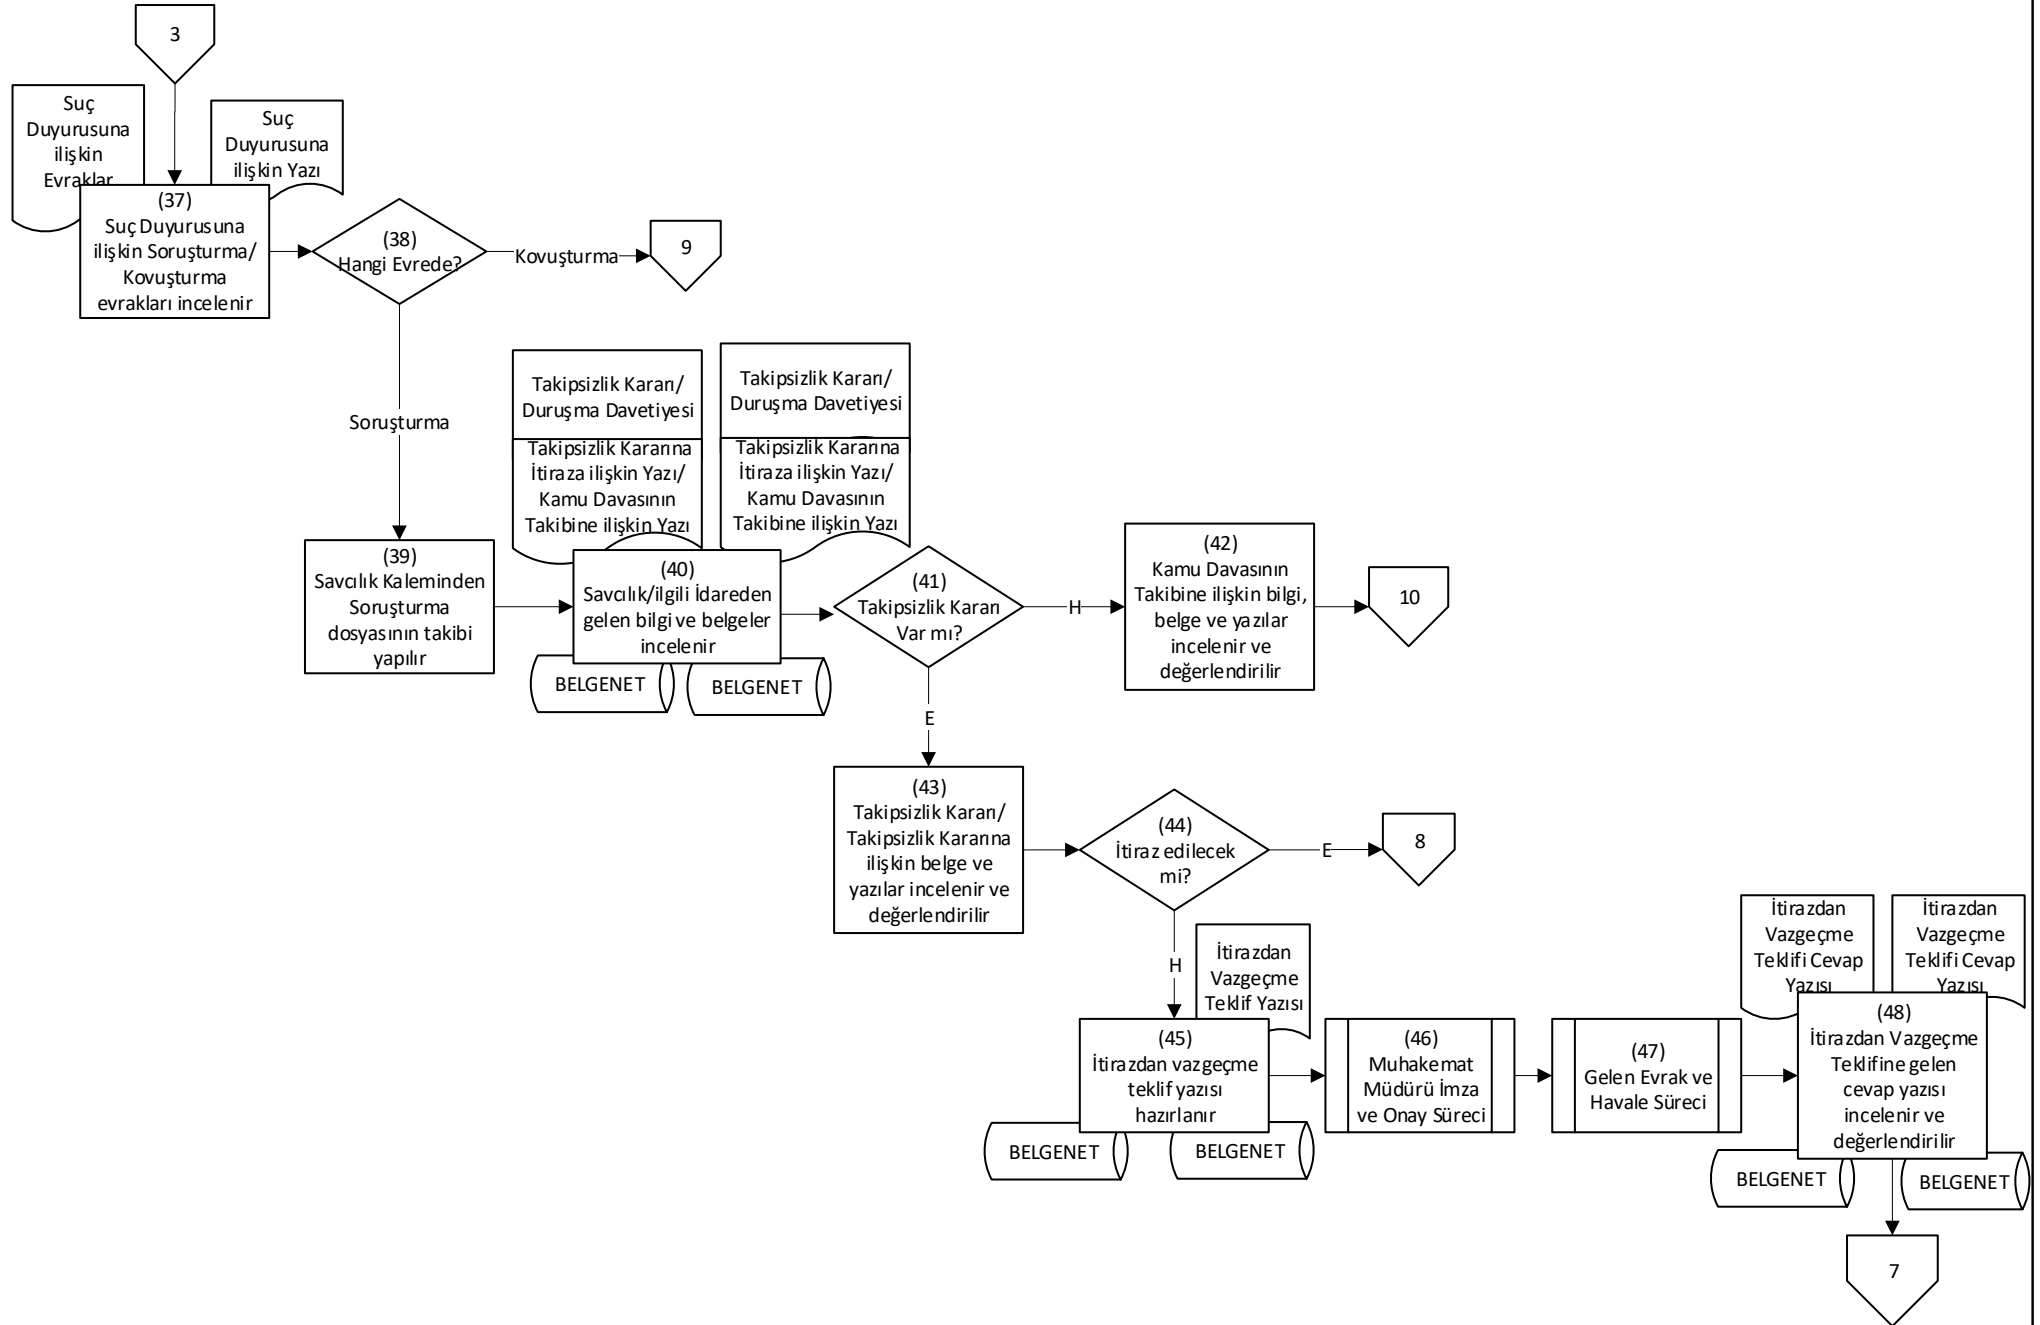 3
Suç
Duyurusuna
ilişkin
Evraklar
Suç
Duyurusuna
ilişkin Yazı
(37)
Suç Duyurusuna
ilişkin Soruşturma/
Kovuşturma
evrakları incelenir
(38)
Hangi Evrede?
Kovuşturma
9
Soruşturma
Takipsizlik Kararı/
Duruşma Davetiyesi
Takipsizlik Kararına
İtiraza ilişkin Yazı/
Kamu Davasının
Takibine ilişkin Yazı
Takipsizlik Kararı/
Duruşma Davetiyesi
Takipsizlik Kararına
İtiraza ilişkin Yazı/
Kamu Davasının
Takibine ilişkin Yazı
(39)
Savcılık Kaleminden
Soruşturma
dosyasının takibi
yapılır
(40)
Savcılık/ilgili İdareden
gelen bilgi ve belgeler
incelenir
BELGENET
BELGENET
(41)
Takipsizlik Kararı
Var mı?
H
(42)
Kamu Davasının
Takibine ilişkin bilgi,
belge ve yazılar
incelenir ve
değerlendirilir
10
E
(43)
Takipsizlik Kararı/
Takipsizlik Kararına
ilişkin belge ve
yazılar incelenir ve
değerlendirilir
(44)
İtiraz edilecek
mi?
E
8
H
İtirazdan
Vazgeçme
Teklif Yazısı
(45)
İtirazdan vazgeçme
teklif yazısı
hazırlanır
BELGENET
BELGENET
(46)
Muhakemat
Müdürü İmza
ve Onay Süreci
(47)
Gelen Evrak ve
Havale Süreci
İtirazdan
Vazgeçme
Teklifi Cevap
Yazısı
İtirazdan
Vazgeçme
Teklifi Cevap
Yazısı
(48)
İtirazdan Vazgeçme
Teklifine gelen
cevap yazısı
incelenir ve
değerlendirilir
BELGENET
BELGENET
7